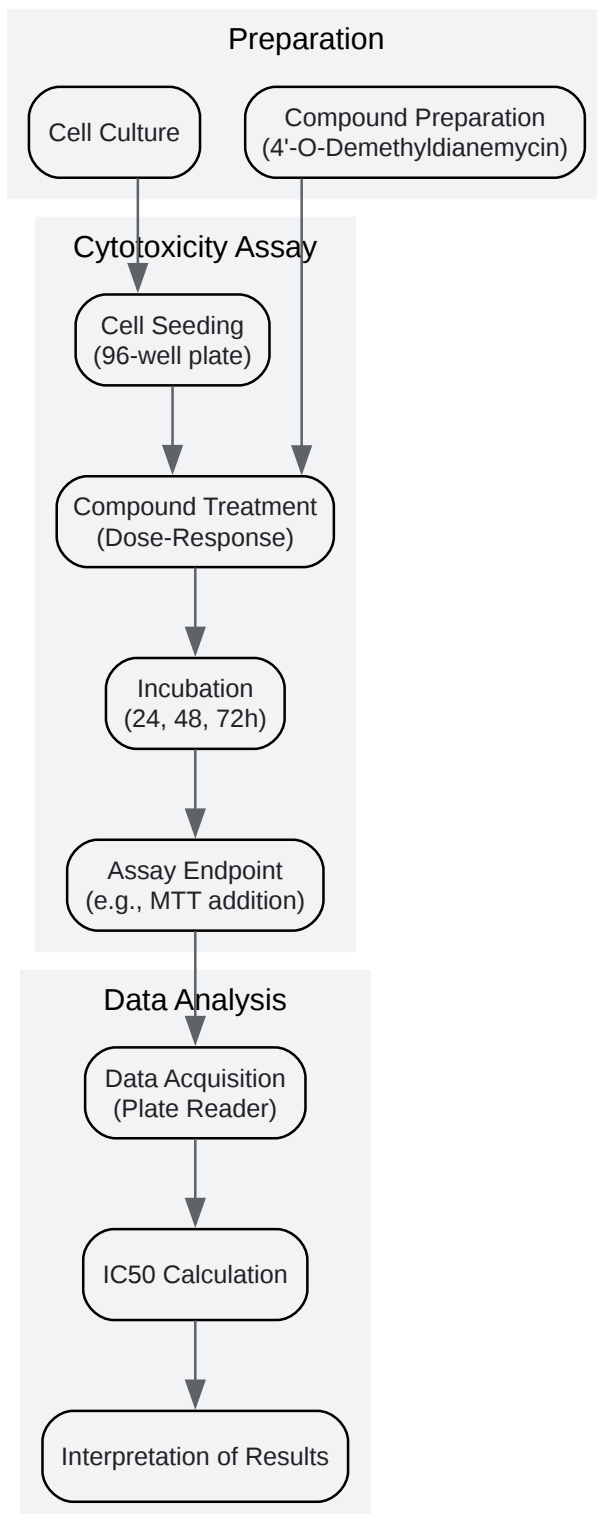 Preparation
Cell Culture
Compound Preparation
(4'-O-Demethyldianemycin)
Cytotoxicity Assay
Cell Seeding
(96-well plate)
Compound Treatment
(Dose-Response)
Incubation
(24, 48, 72h)
Assay Endpoint
(e.g., MTT addition)
Data Analysis
Data Acquisition
(Plate Reader)
IC50 Calculation
Interpretation of Results